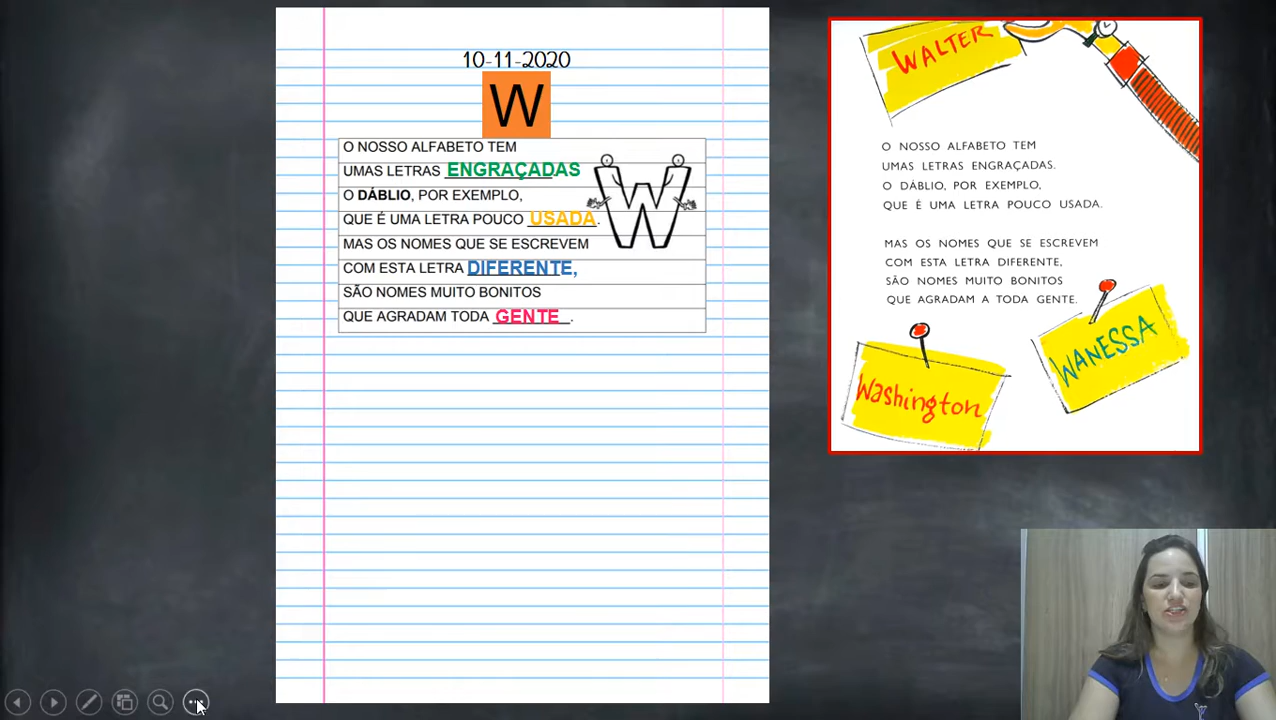 10-11-2020
W
O NOSSO ALFABETO TEM
UMAS LETRAS ENGRAÇADAS
O DÁBLIO, POR EXEMPLO,
QUE É UMA LETRA POUCO USADA.
MAS OS NOMES QUE SE ESCREVEM
COM ESTA LETRA DIFERENTE,
SÃO NOMES MUITO BONITOS
QUE AGRADAM TODA GENTE.
WALTER
O NOSSO ALFABETO TEM
UMAS LETRAS ENGRAÇADAS.
O DÁBLIO, POR EXEMPLO,
QUE É UMA LETRA POUCO USADA.
MAS OS NOMES QUE SE ESCREVEM
COM ESTA LETRA DIFERENTE,
SÃO NOMES MUITO BONITOS
QUE AGRADAM A TODA GENTE.
WANESSA
Washington